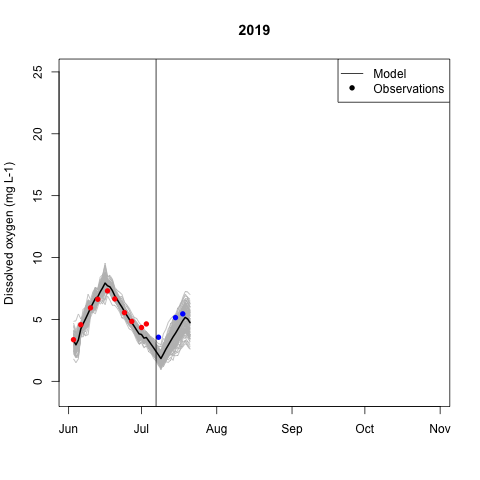 2019
Model
Observations
Dissolved oxygen (mg L-1)
25
20
15
10
5
0
Jun Jul Aug Sep Oct Nov